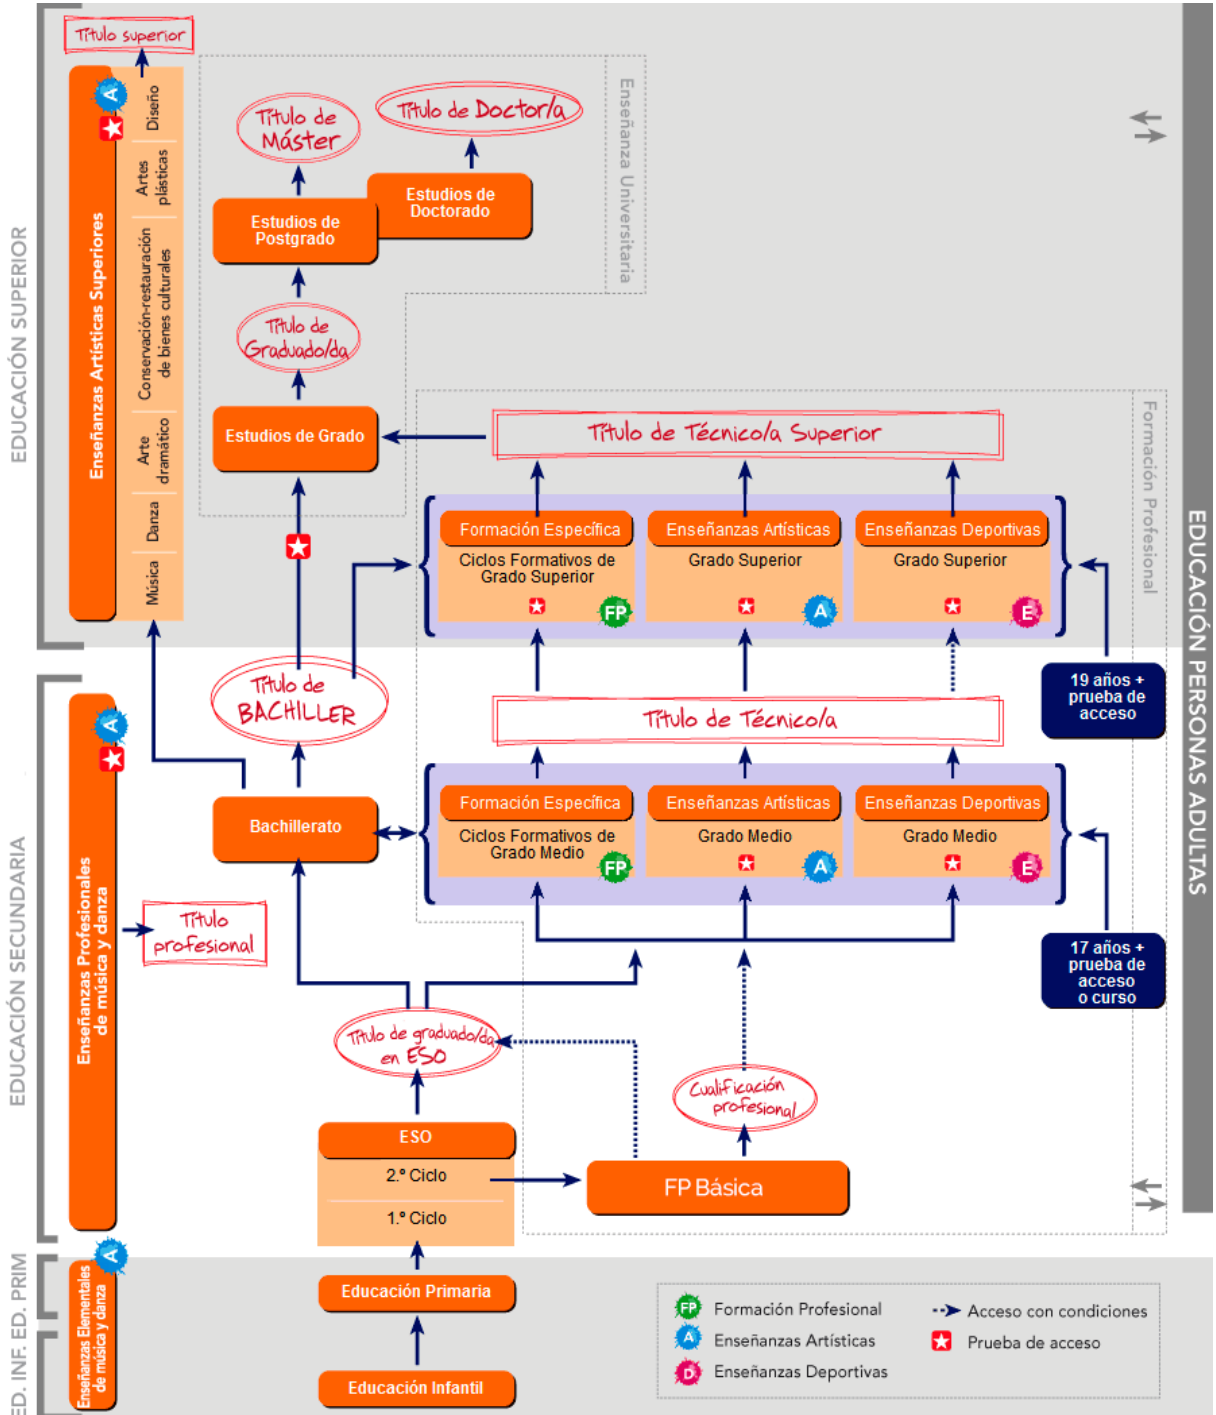 EDUCACIÓN SUPERIOR
Título superior
Enseñanzas Artísticas Superiores
A
Diseño
Artes
plásticas
Conservación-restauración
de bienes culturales
Arte
dramático
Danza
Música
Enseñanza Universitaria
Título de
Máster
Título de Doctor/a
Estudios de
Postgrado
Estudios de
Doctorado
Título de
Graduado/da
Estudios de Grado
Formación Profesional
Título de Técnico/a Superior
Formación Específica
Ciclos Formativos de
Grado Superior
FP
Enseñanzas Artísticas
Grado Superior
A
Enseñanzas Deportivas
Grado Superior
E
19 años +
prueba de
acceso
EDUCACIÓN PERSONAS ADULTAS
EDUCACIÓN SECUNDARIA
Enseñanzas Profesionales
de música y danza
A
Título
profesional
Título de
BACHILLER
Bachillerato
Título de Técnico/a
Formación Específica
Ciclos Formativos de
Grado Medio
FP
Enseñanzas Artísticas
Grado Medio
A
Enseñanzas Deportivas
Grado Medio
E
17 años +
prueba de
acceso
o curso
Título de graduado/da
en ESO
Cualificación
profesional
ESO
2.º Ciclo
1.º Ciclo
FP Básica
ED. PRIM
ED. INF.
Enseñanzas Elementales
de música y danza
A
Educación Primaria
Educación Infantil
FP Formación Profesional
A Enseñanzas Artísticas
D Enseñanzas Deportivas
Acceso con condiciones
Prueba de acceso